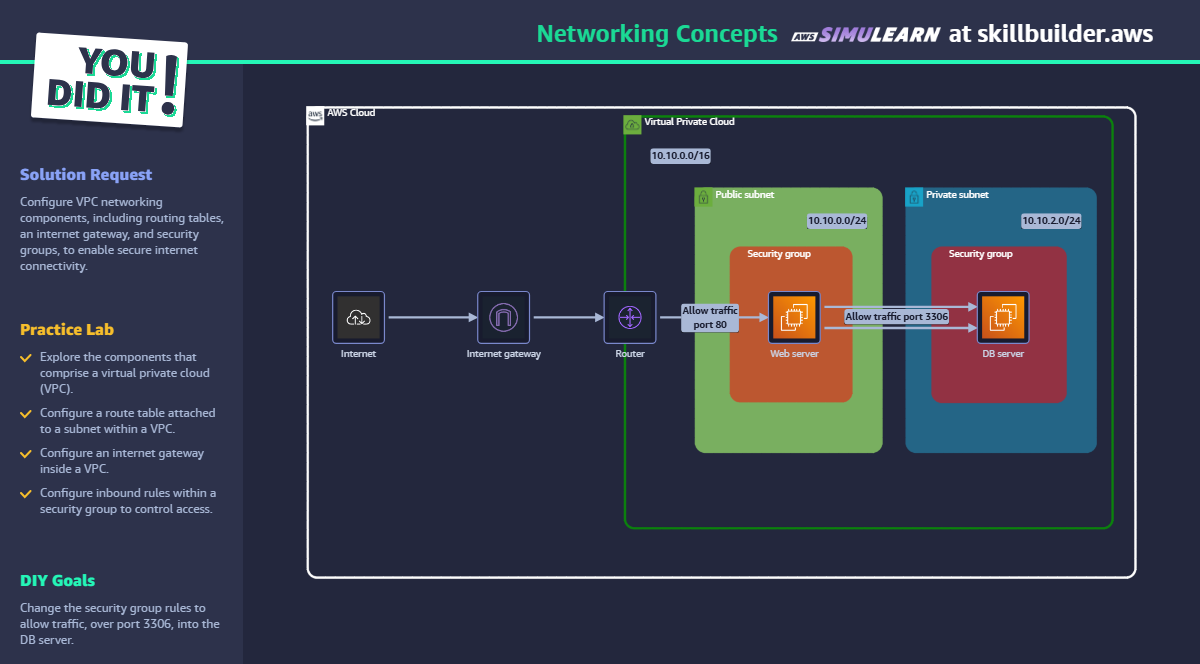 Networking Concepts aws SIMULEARN at skillbuilder.aws
YOU
DID IT!
Solution Request
Configure VPC networking
components, including routing tables,
an internet gateway, and security
groups, to enable secure internet
connectivity.
Practice Lab
Explore the components that
comprise a virtual private cloud
(VPC).
Configure a route table attached
to a subnet within a VPC.
Configure an internet gateway
inside a VPC.
Configure inbound rules within a
security group to control access.
DIY Goals
Change the security group rules to
allow traffic, over port 3306, into the
DB server.
aws AWS Cloud
Virtual Private Cloud
10.10.0.0/16
Public subnet
10.10.0.0/24
Security group
Private subnet
10.10.2.0/24
Security group
Internet
Internet gateway
Router
Allow traffic
port 80
Web server
Allow traffic port 3306
DB server